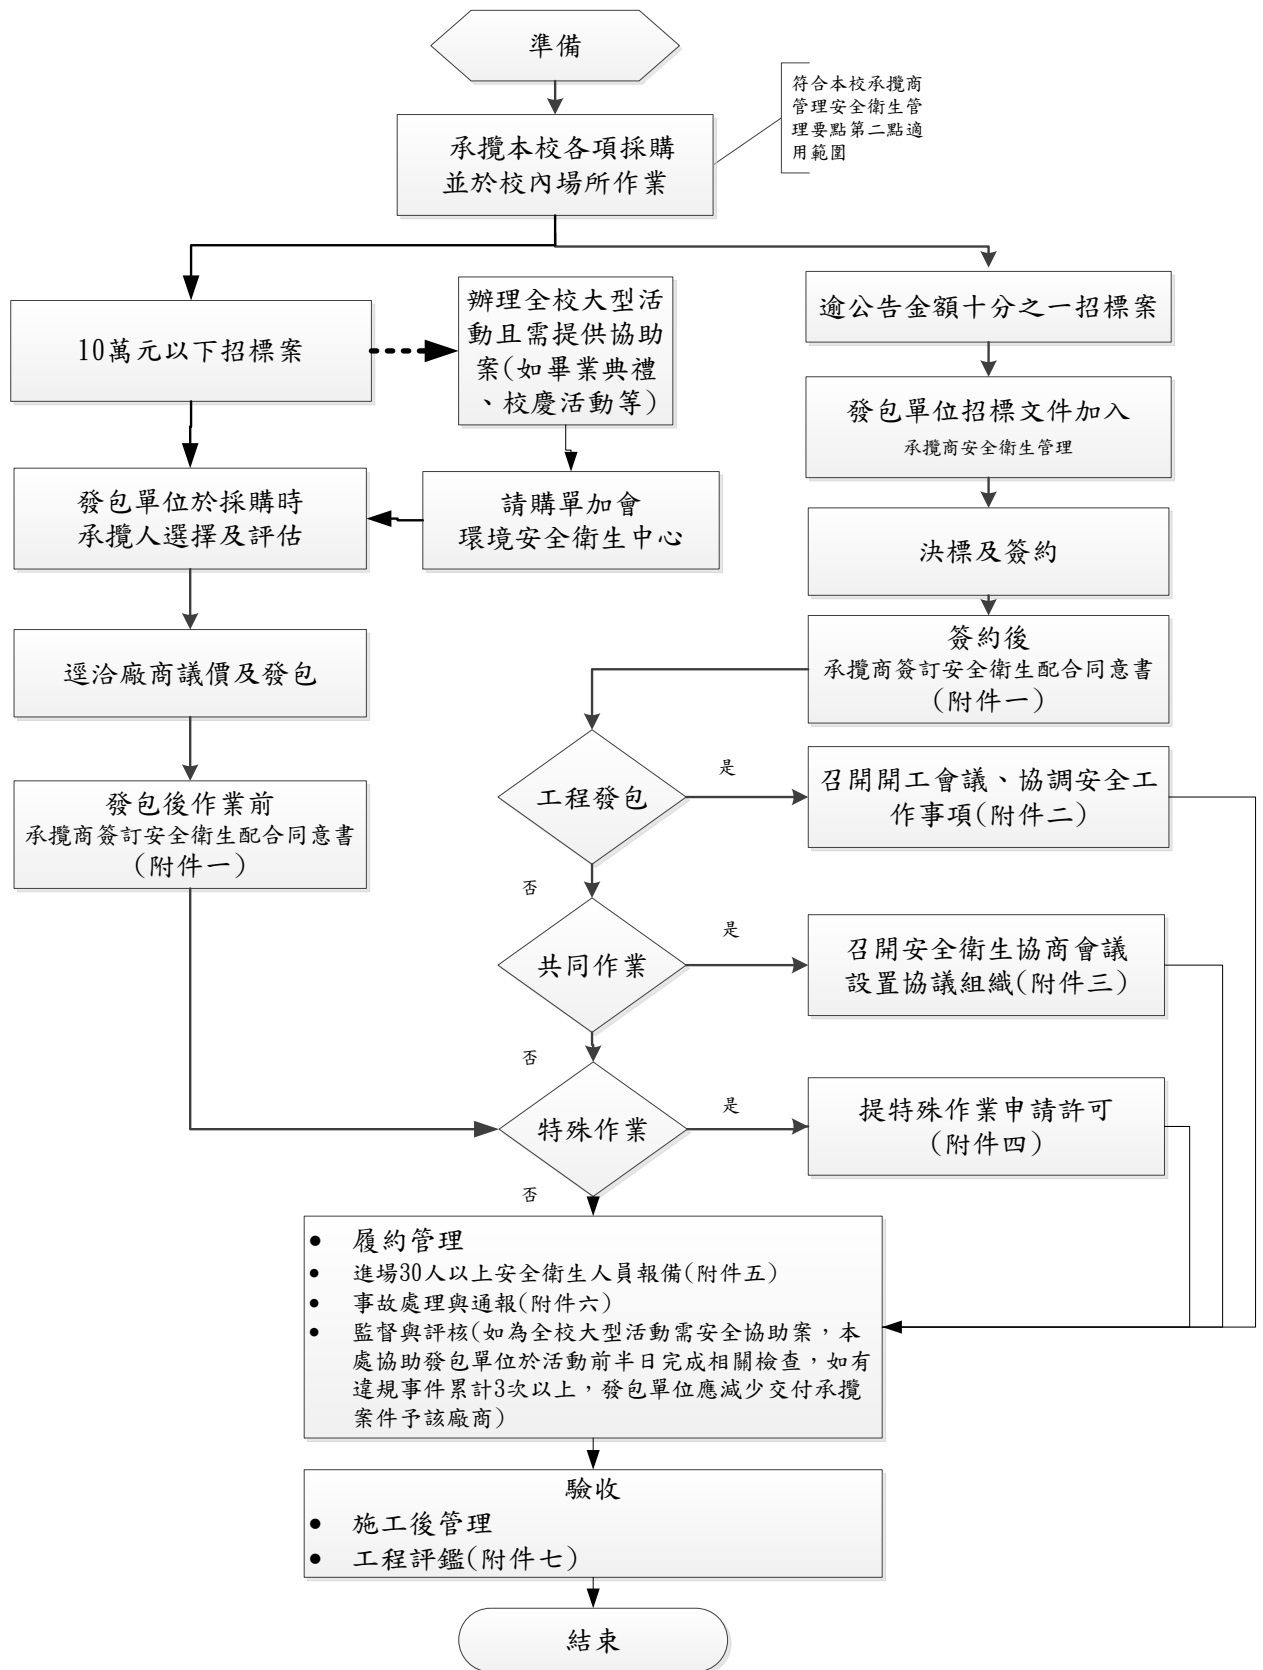 準備
符合本校承攬商
管理安全衛生管
理要點第二點適
用範圍
承攬本校各項採購
並於校內場所作業
10萬元以下招標案
辦理全校大型活
動且需提供協助
案(如畢業典禮
、校慶活動等)
逾公告金額十分之一招標案
發包單位招標文件加入
承攬商安全衛生管理
發包單位於採購時
承攬人選擇及評估
請購單加會
環境安全衛生中心
決標及簽約
逕洽廠商議價及發包
簽約後
承攬商簽訂安全衛生配合同意書
(附件一)
發包後作業前
承攬商簽訂安全衛生配合同意書
(附件一)
工程發包
是
召開開工會議、協調安全工
作事項(附件二)
否
共同作業
是
召開安全衛生協商會議
設置協議組織(附件三)
否
特殊作業
是
提特殊作業申請許可
(附件四)
否
• 履約管理
• 進場30人以上安全衛生人員報備(附件五)
• 事故處理與通報(附件六)
• 監督與評核(如為全校大型活動需安全協助案，本
處協助發包單位於活動前半日完成相關檢查，如有
違規事件累計3次以上，發包單位應減少交付承攬
案件予該廠商)
驗收
• 施工後管理
• 工程評鑑(附件七)
結束